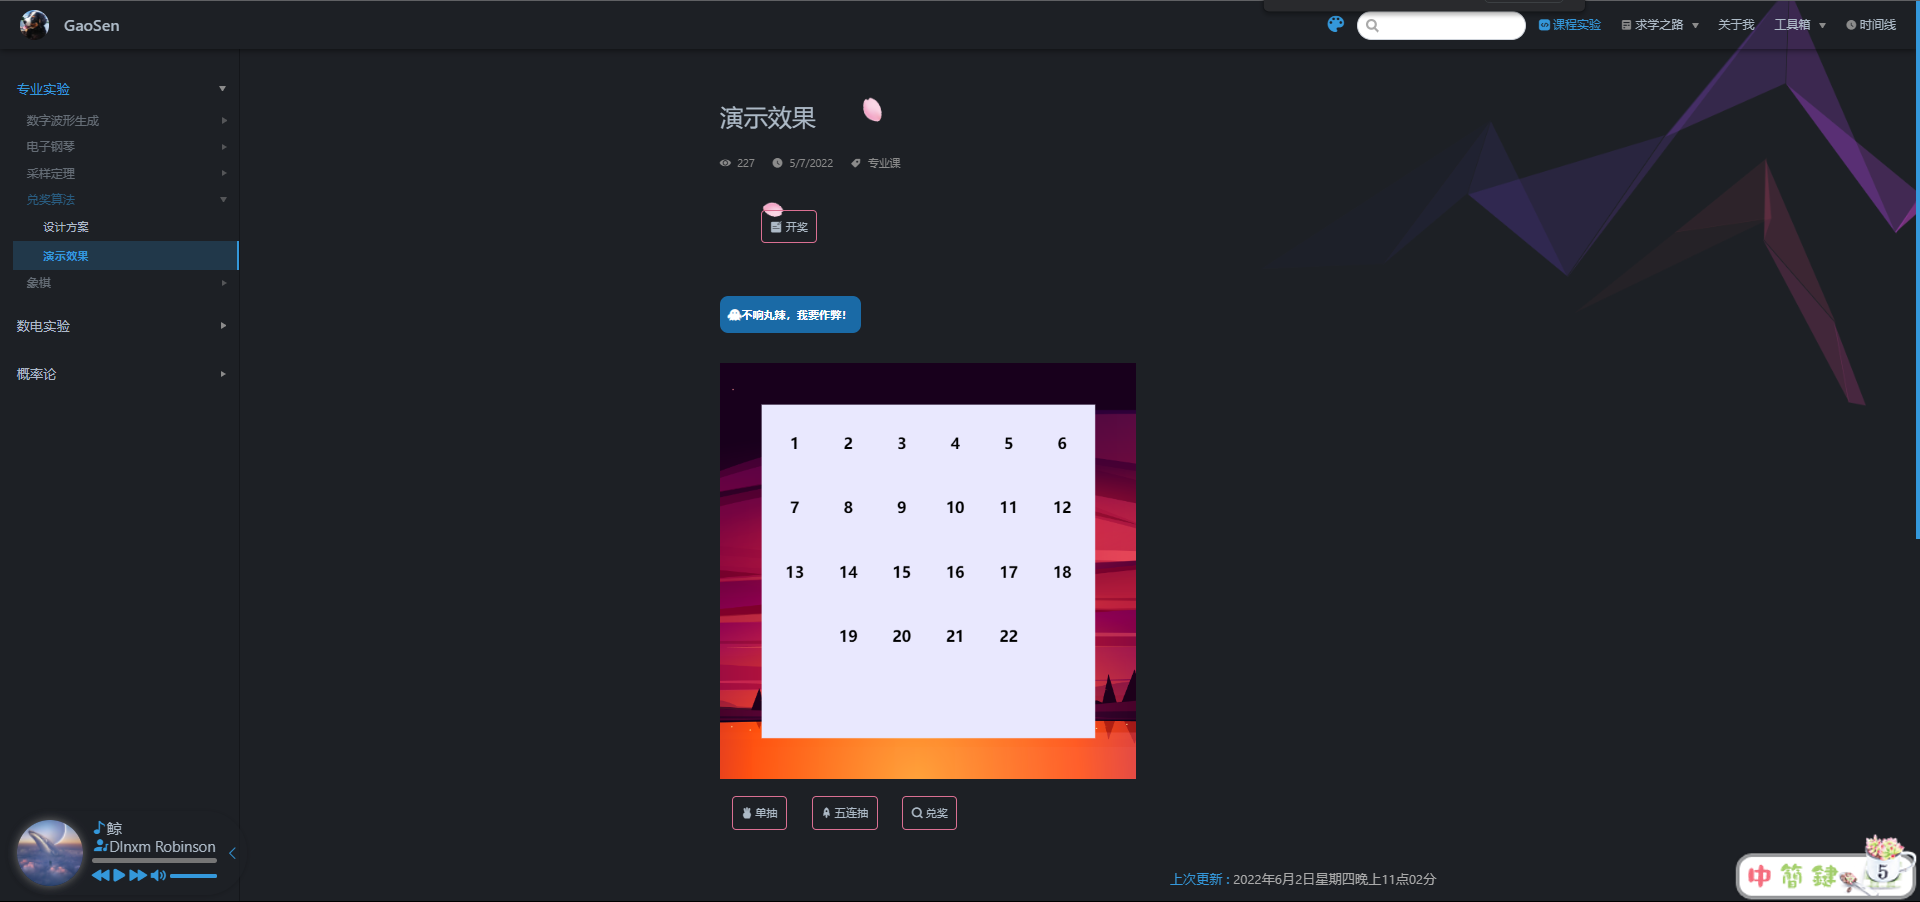 GaoSen
课程实验
求学之路
关于我
工具箱
时间线
专业实验
数字波形生成
电子钢琴
采样定理
兑奖算法
设计方案
演示效果
象棋
数电实验
概率论
演示效果
227 5/7/2022 专业课
开奖
不响丸辣，我要作弊！
1 2 3 4 5 6
7 8 9 10 11 12
13 14 15 16 17 18
19 20 21 22
单抽
五连抽
兑奖
鲸
Dlnxm Robinson
上次更新 : 2022年6月2日星期四晚上11点02分
中 简 键 5